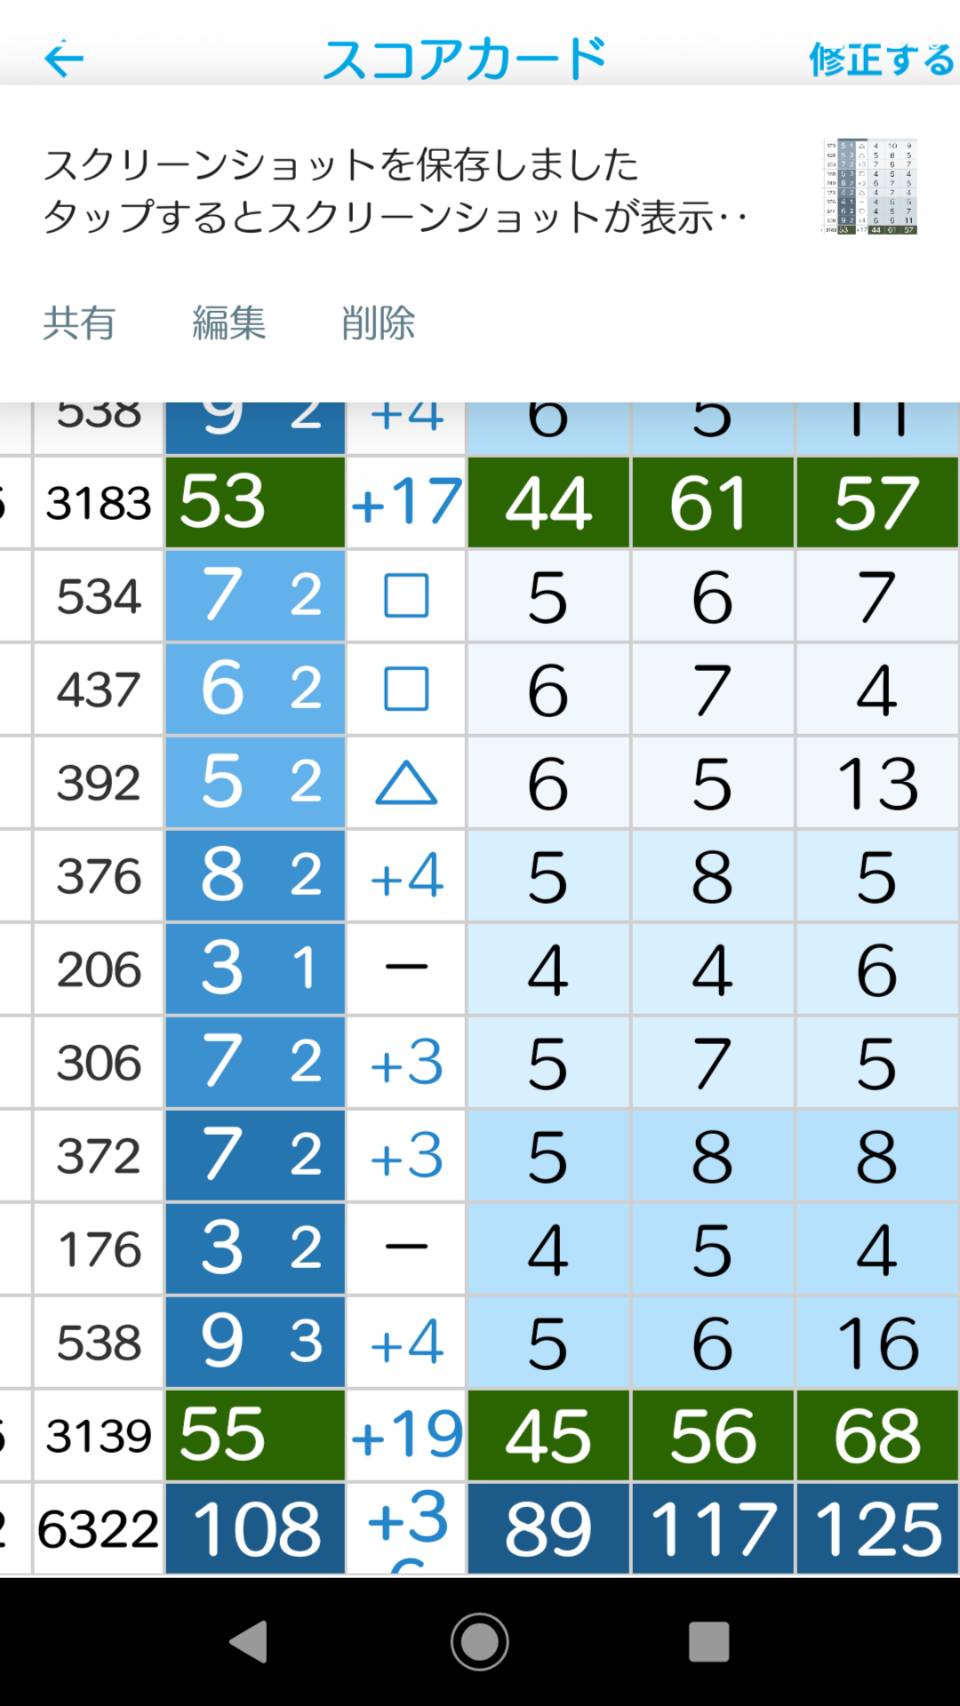 スコアカード 修正する
スクリーンショットを保存しました
タップするとスクリーンショットが表示‥
共有 編集 削除
538 9 2 +4 6 5 11
3183 53 +17 44 61 57
534 7 2 □ 5 6 7
437 6 2 □ 6 7 4
392 5 2 △ 6 5 13
376 8 2 +4 5 8 5
206 3 1 − 4 4 6
306 7 2 +3 5 7 5
372 7 2 +3 5 8 8
176 3 2 − 4 5 4
538 9 3 +4 5 6 16
3139 55 +19 45 56 68
6322 108 +3 89 117 125